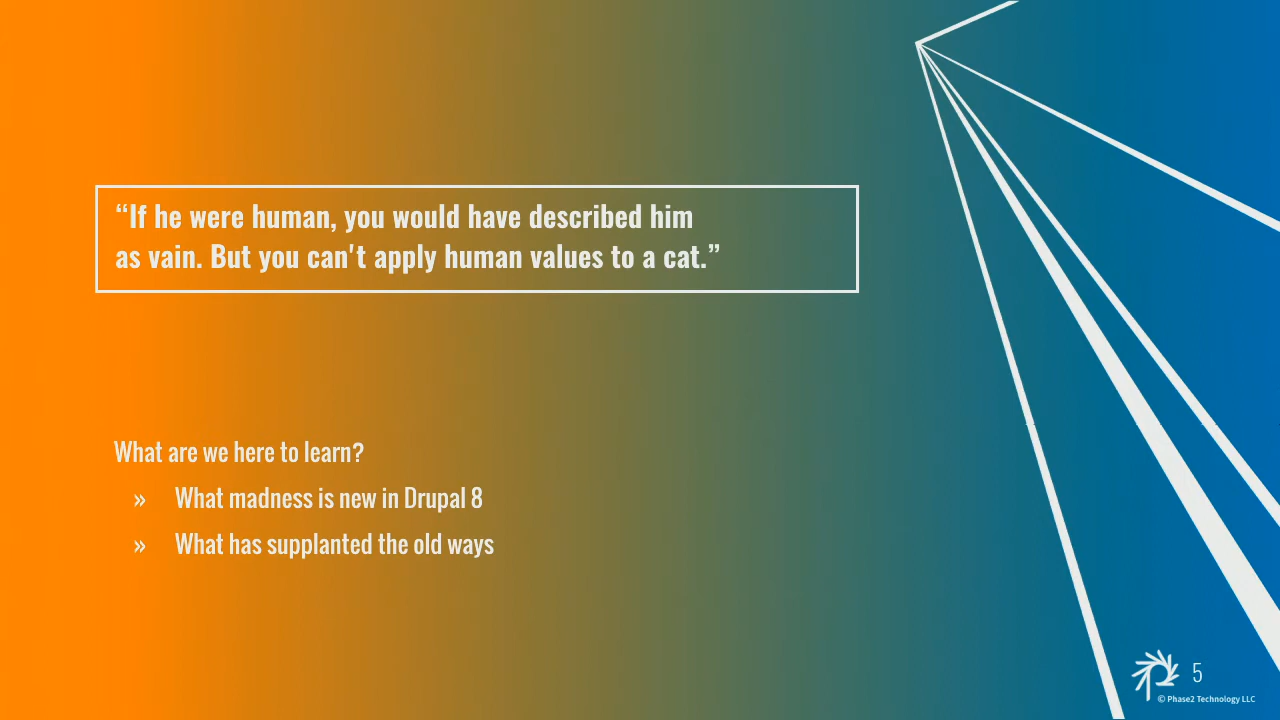 “If he were human, you would have described him
as vain. But you can't apply human values to a cat.”
What are we here to learn?
» What madness is new in Drupal 8
» What has supplanted the old ways
5
© Phase2 Technology LLC